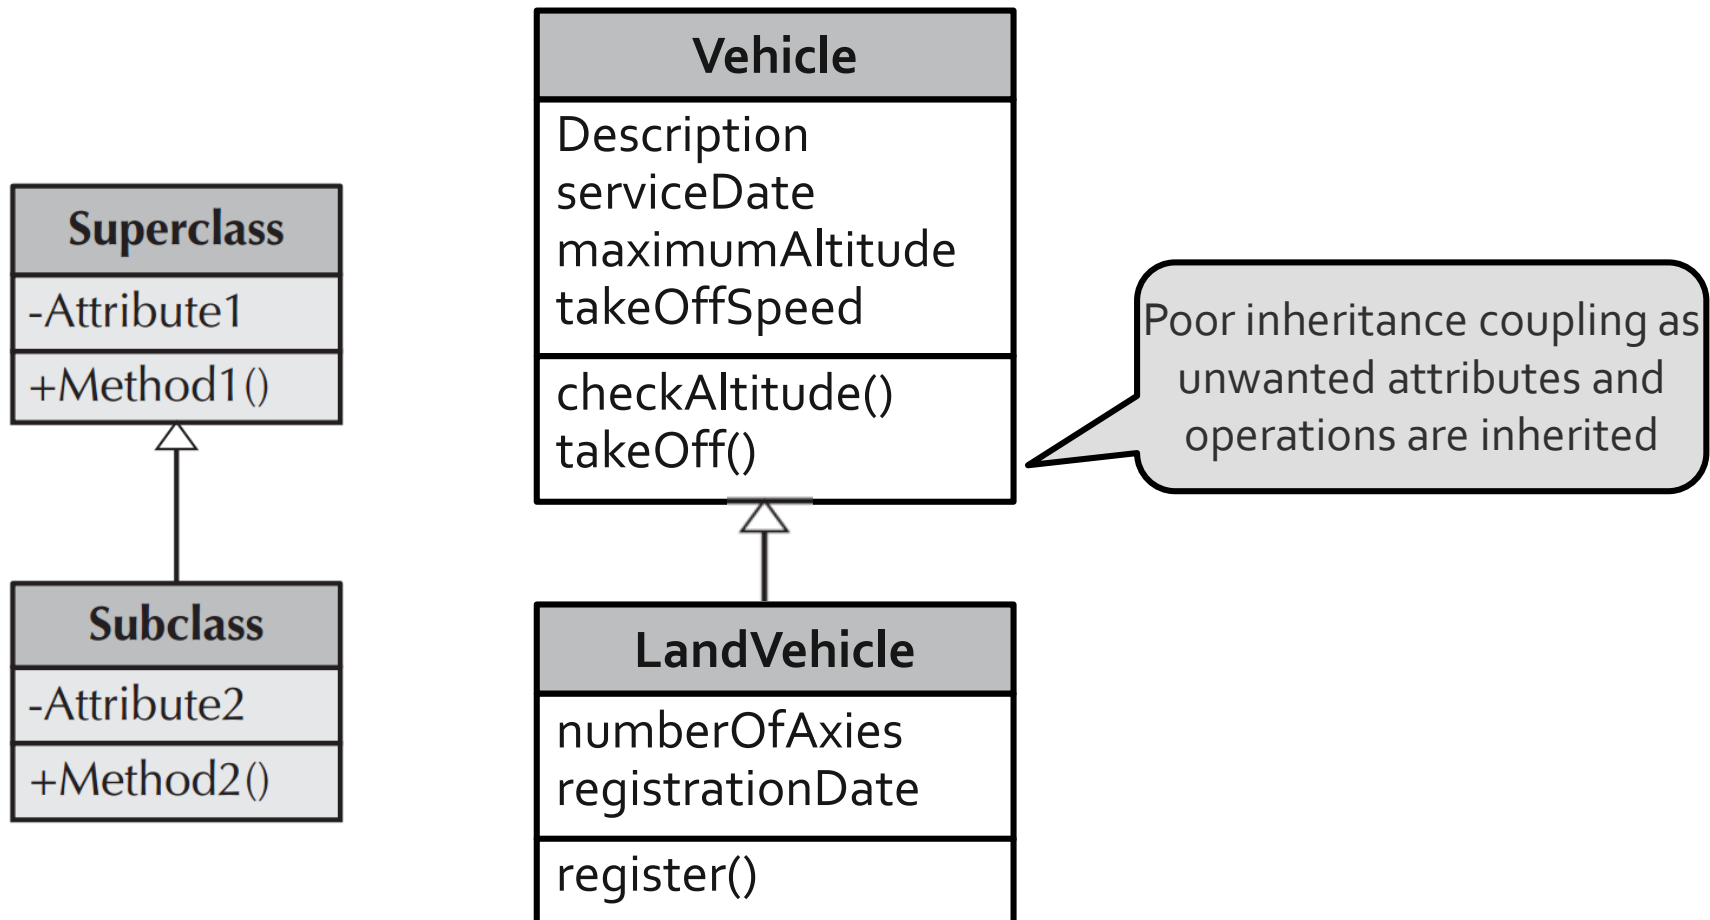 Superclass
-Attribute1
+Method1()
Subclass
-Attribute2
+Method2()
Vehicle
Description
serviceDate
maximumAltitude
takeOffSpeed
checkAltitude()
takeOff()
LandVehicle
numberOfAxies
registrationDate
register()
Poor inheritance coupling as
unwanted attributes and
operations are inherited